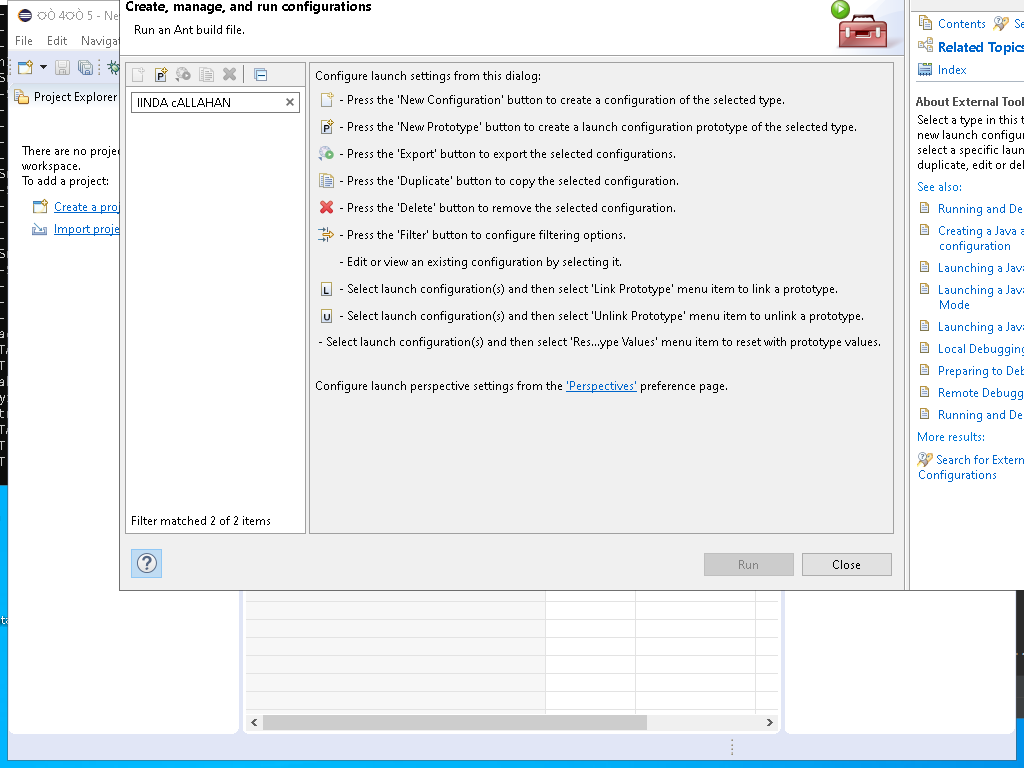 Create, manage, and run configurations
Run an Ant build file.
File Edit Navigat
Project Explorer
There are no projec
workspace.
To add a project:
Create a proj
Import proje
IINDA cALLAHAN
Filter matched 2 of 2 items
Configure launch settings from this dialog:
- Press the 'New Configuration' button to create a configuration of the selected type.
- Press the 'New Prototype' button to create a launch configuration prototype of the selected type.
- Press the 'Export' button to export the selected configurations.
- Press the 'Duplicate' button to copy the selected configuration.
- Press the 'Delete' button to remove the selected configuration.
- Press the 'Filter' button to configure filtering options.
- Edit or view an existing configuration by selecting it.
- Select launch configuration(s) and then select 'Link Prototype' menu item to link a prototype.
- Select launch configuration(s) and then select 'Unlink Prototype' menu item to unlink a prototype.
- Select launch configuration(s) and then select 'Res...ype Values' menu item to reset with prototype values.
Configure launch perspective settings from the 'Perspectives' preference page.
Run
Close
Contents Se
Related Topics
Index
About External Tool
Select a type in this t
new launch configur
select a specific laun
duplicate, edit or del
See also:
Running and De
Creating a Java a
configuration
Launching a Java
Launching a Java
Mode
Launching a Java
Local Debugging
Preparing to Deb
Remote Debugg
Running and De
More results:
Search for Extern
Configurations